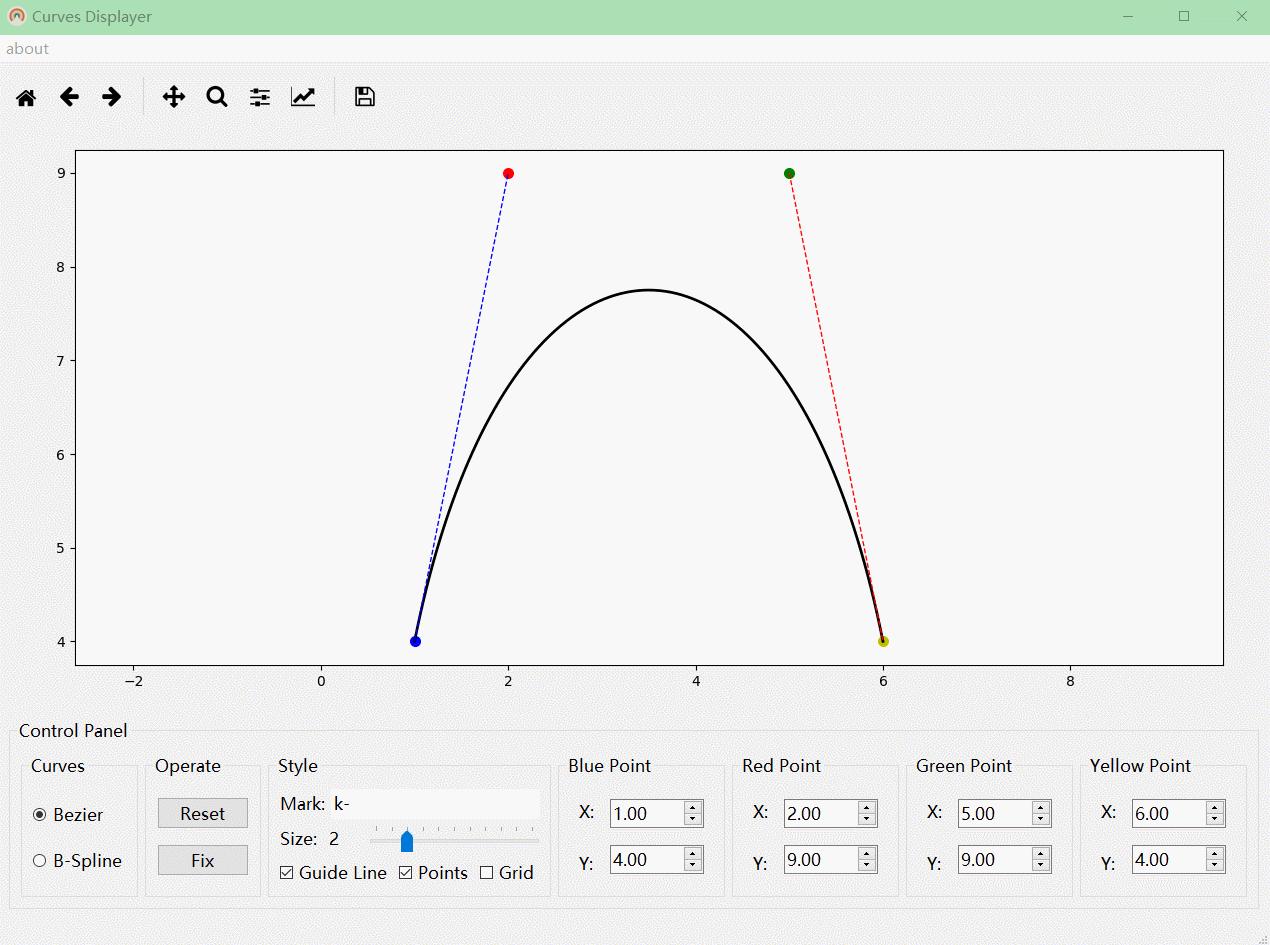 Curves Displayer
about
9
8
7
6
5
4
−2 0 2 4 6 8
Control Panel
Curves Operate Style Blue Point Red Point Green Point Yellow Point
Bezier Reset Mark: k- X: 1.00 X: 2.00 X: 5.00 X: 6.00
Size: 2
B-Spline Fix Y: 4.00 Y: 9.00 Y: 9.00 Y: 4.00
Guide Line Points Grid